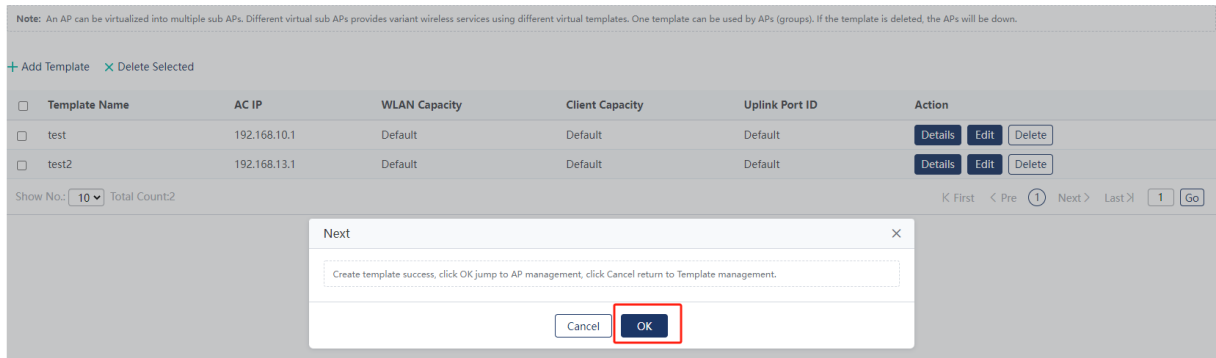 Note: An AP can be virtualized into multiple sub APs. Different virtual sub APs provides variant wireless services using different virtual templates. One template can be used by APs (groups). If the template is deleted, the APs will be down.
+ Add Template × Delete Selected
Template Name AC IP WLAN Capacity Client Capacity Uplink Port ID Action
test 192.168.10.1 Default Default Default Details Edit Delete
test2 192.168.13.1 Default Default Default Details Edit Delete
Show No.: 10 Total Count:2 K First < Pre 1 Next > Last >| 1 Go
Next ×
Create template success, click OK jump to AP management, click Cancel return to Template management.
Cancel OK